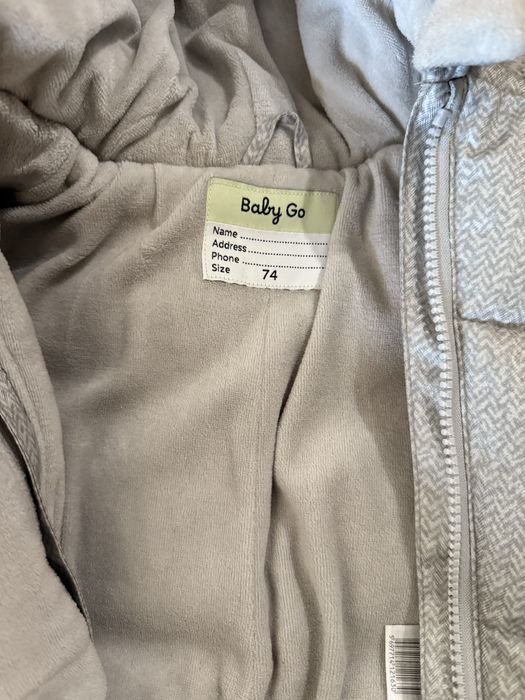 Baby Go
Name ........................
Address.....................
Phone .......................
Size 74